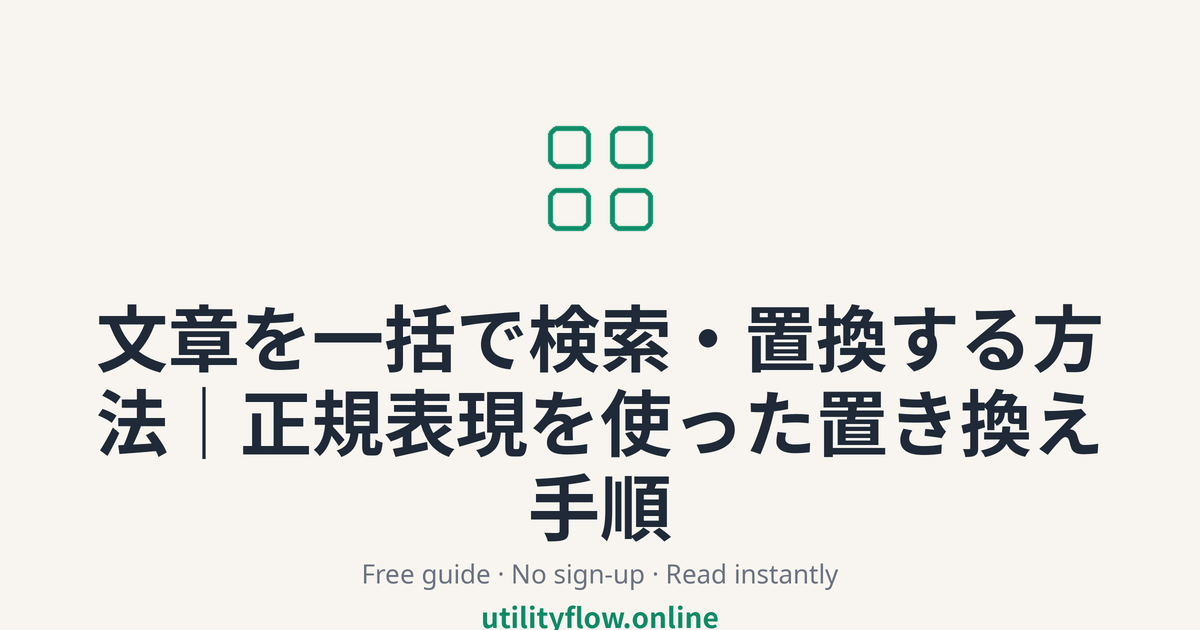 文章を一括で検索・置換する方
法｜正規表現を使った置き換え
手順
Free guide · No sign-up · Read instantly
utilityflow.online